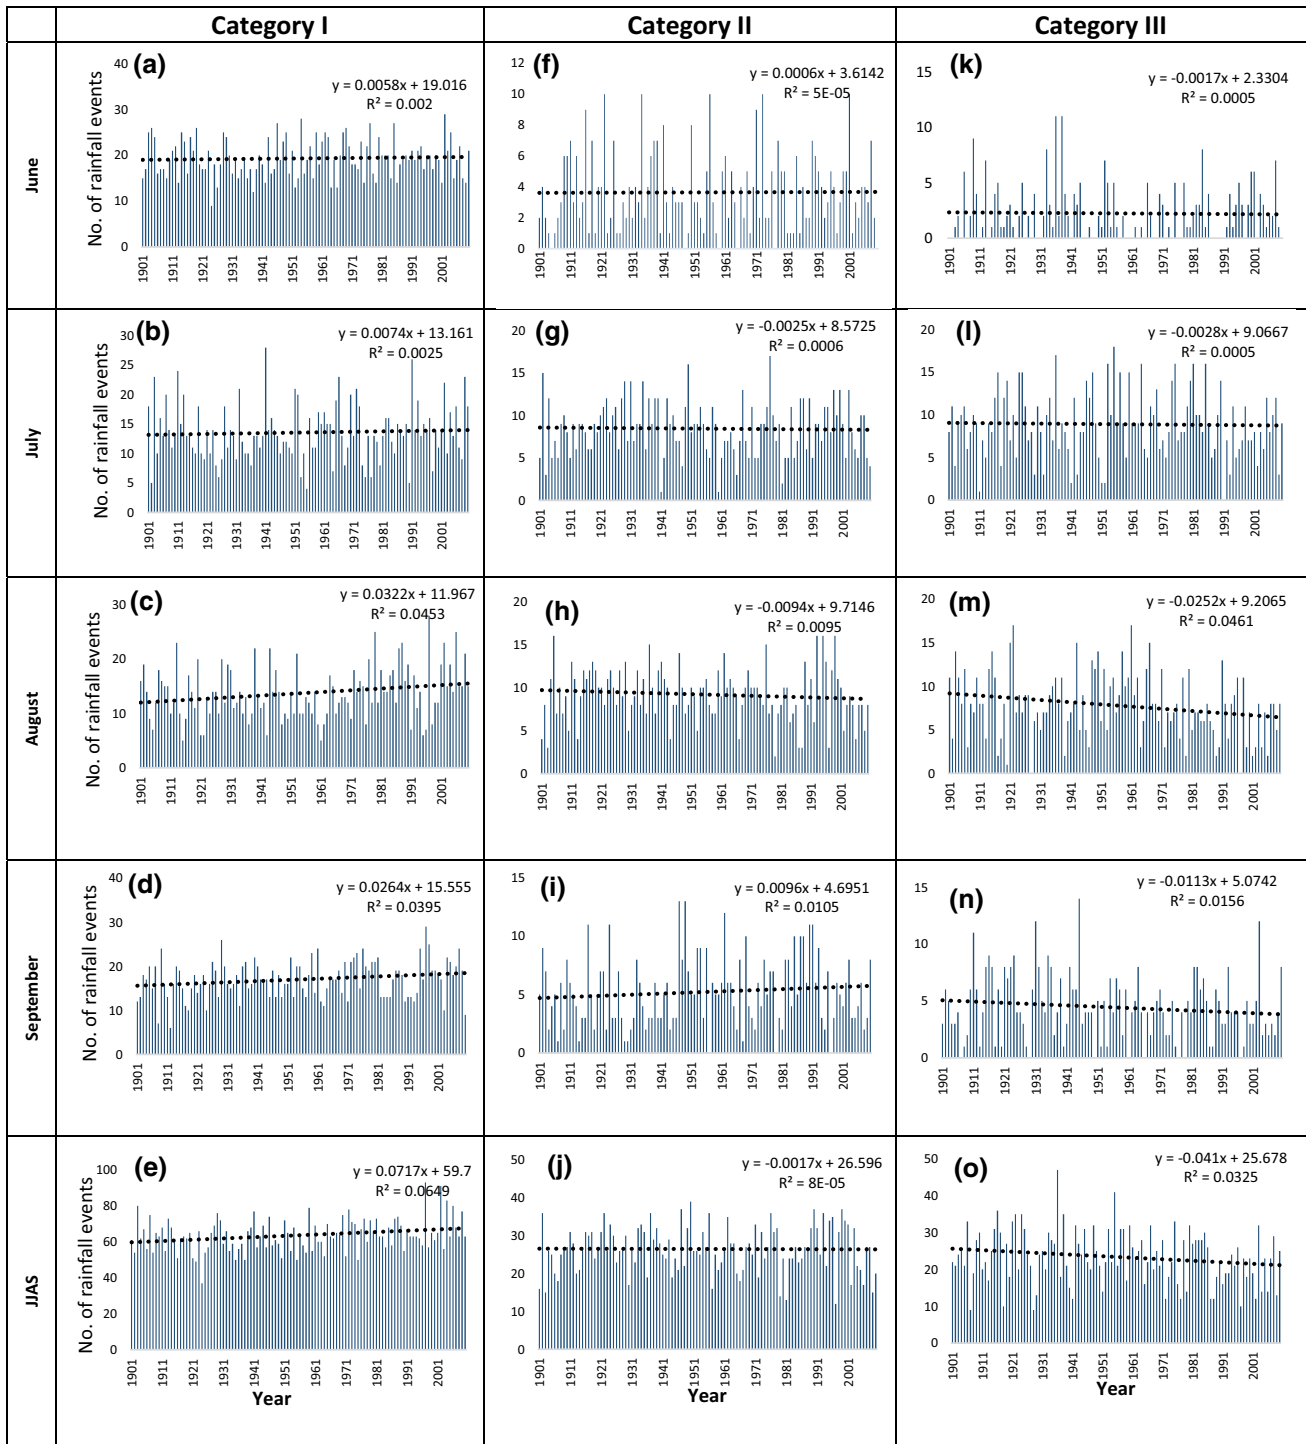 Category I
Category II
Category III
June
No. of rainfall events
(a)
y = 0.0058x + 19.016
R² = 0.002
40
30
20
10
0
1901 1911 1921 1931 1941 1951 1961 1971 1981 1991 2001
(f)
y = 0.0006x + 3.6142
R² = 5E-05
12
10
8
6
4
2
0
1901 1911 1921 1931 1941 1951 1961 1971 1981 1991 2001
(k)
y = -0.0017x + 2.3304
R² = 0.0005
15
10
5
0
1901 1911 1921 1931 1941 1951 1961 1971 1981 1991 2001
July
No. of rainfall events
(b)
y = 0.0074x + 13.161
R² = 0.0025
30
25
20
15
10
5
0
1901 1911 1921 1931 1941 1951 1961 1971 1981 1991 2001
(g)
y = -0.0025x + 8.5725
R² = 0.0006
20
15
10
5
0
1901 1911 1921 1931 1941 1951 1961 1971 1981 1991 2001
(l)
y = -0.0028x + 9.0667
R² = 0.0005
20
15
10
5
0
1901 1911 1921 1931 1941 1951 1961 1971 1981 1991 2001
August
No. of rainfall events
(c)
y = 0.0322x + 11.967
R² = 0.0453
30
20
10
0
1901 1911 1921 1931 1941 1951 1961 1971 1981 1991 2001
(h)
y = -0.0094x + 9.7146
R² = 0.0095
20
15
10
5
0
1901 1911 1921 1931 1941 1951 1961 1971 1981 1991 2001
(m)
y = -0.0252x + 9.2065
R² = 0.0461
20
15
10
5
0
1901 1911 1921 1931 1941 1951 1961 1971 1981 1991 2001
September
No. of rainfall events
(d)
y = 0.0264x + 15.555
R² = 0.0395
40
30
20
10
0
1901 1911 1921 1931 1941 1951 1961 1971 1981 1991 2001
(i)
y = 0.0096x + 4.6951
R² = 0.0105
15
10
5
0
1901 1911 1921 1931 1941 1951 1961 1971 1981 1991 2001
(n)
y = -0.0113x + 5.0742
R² = 0.0156
15
10
5
0
1901 1911 1921 1931 1941 1951 1961 1971 1981 1991 2001
JJAS
No. of rainfall events
(e)
y = 0.0717x + 59.7
R² = 0.0649
100
80
60
40
20
0
1901 1911 1921 1931 1941 1951 1961 1971 1981 1991 2001
Year
(j)
y = -0.0017x + 26.596
R² = 8E-05
50
40
30
20
10
0
1901 1911 1921 1931 1941 1951 1961 1971 1981 1991 2001
(o)
y = -0.041x + 25.678
R² = 0.0325
50
40
30
20
10
0
1901 1911 1921 1931 1941 1951 1961 1971 1981 1991 2001
Year